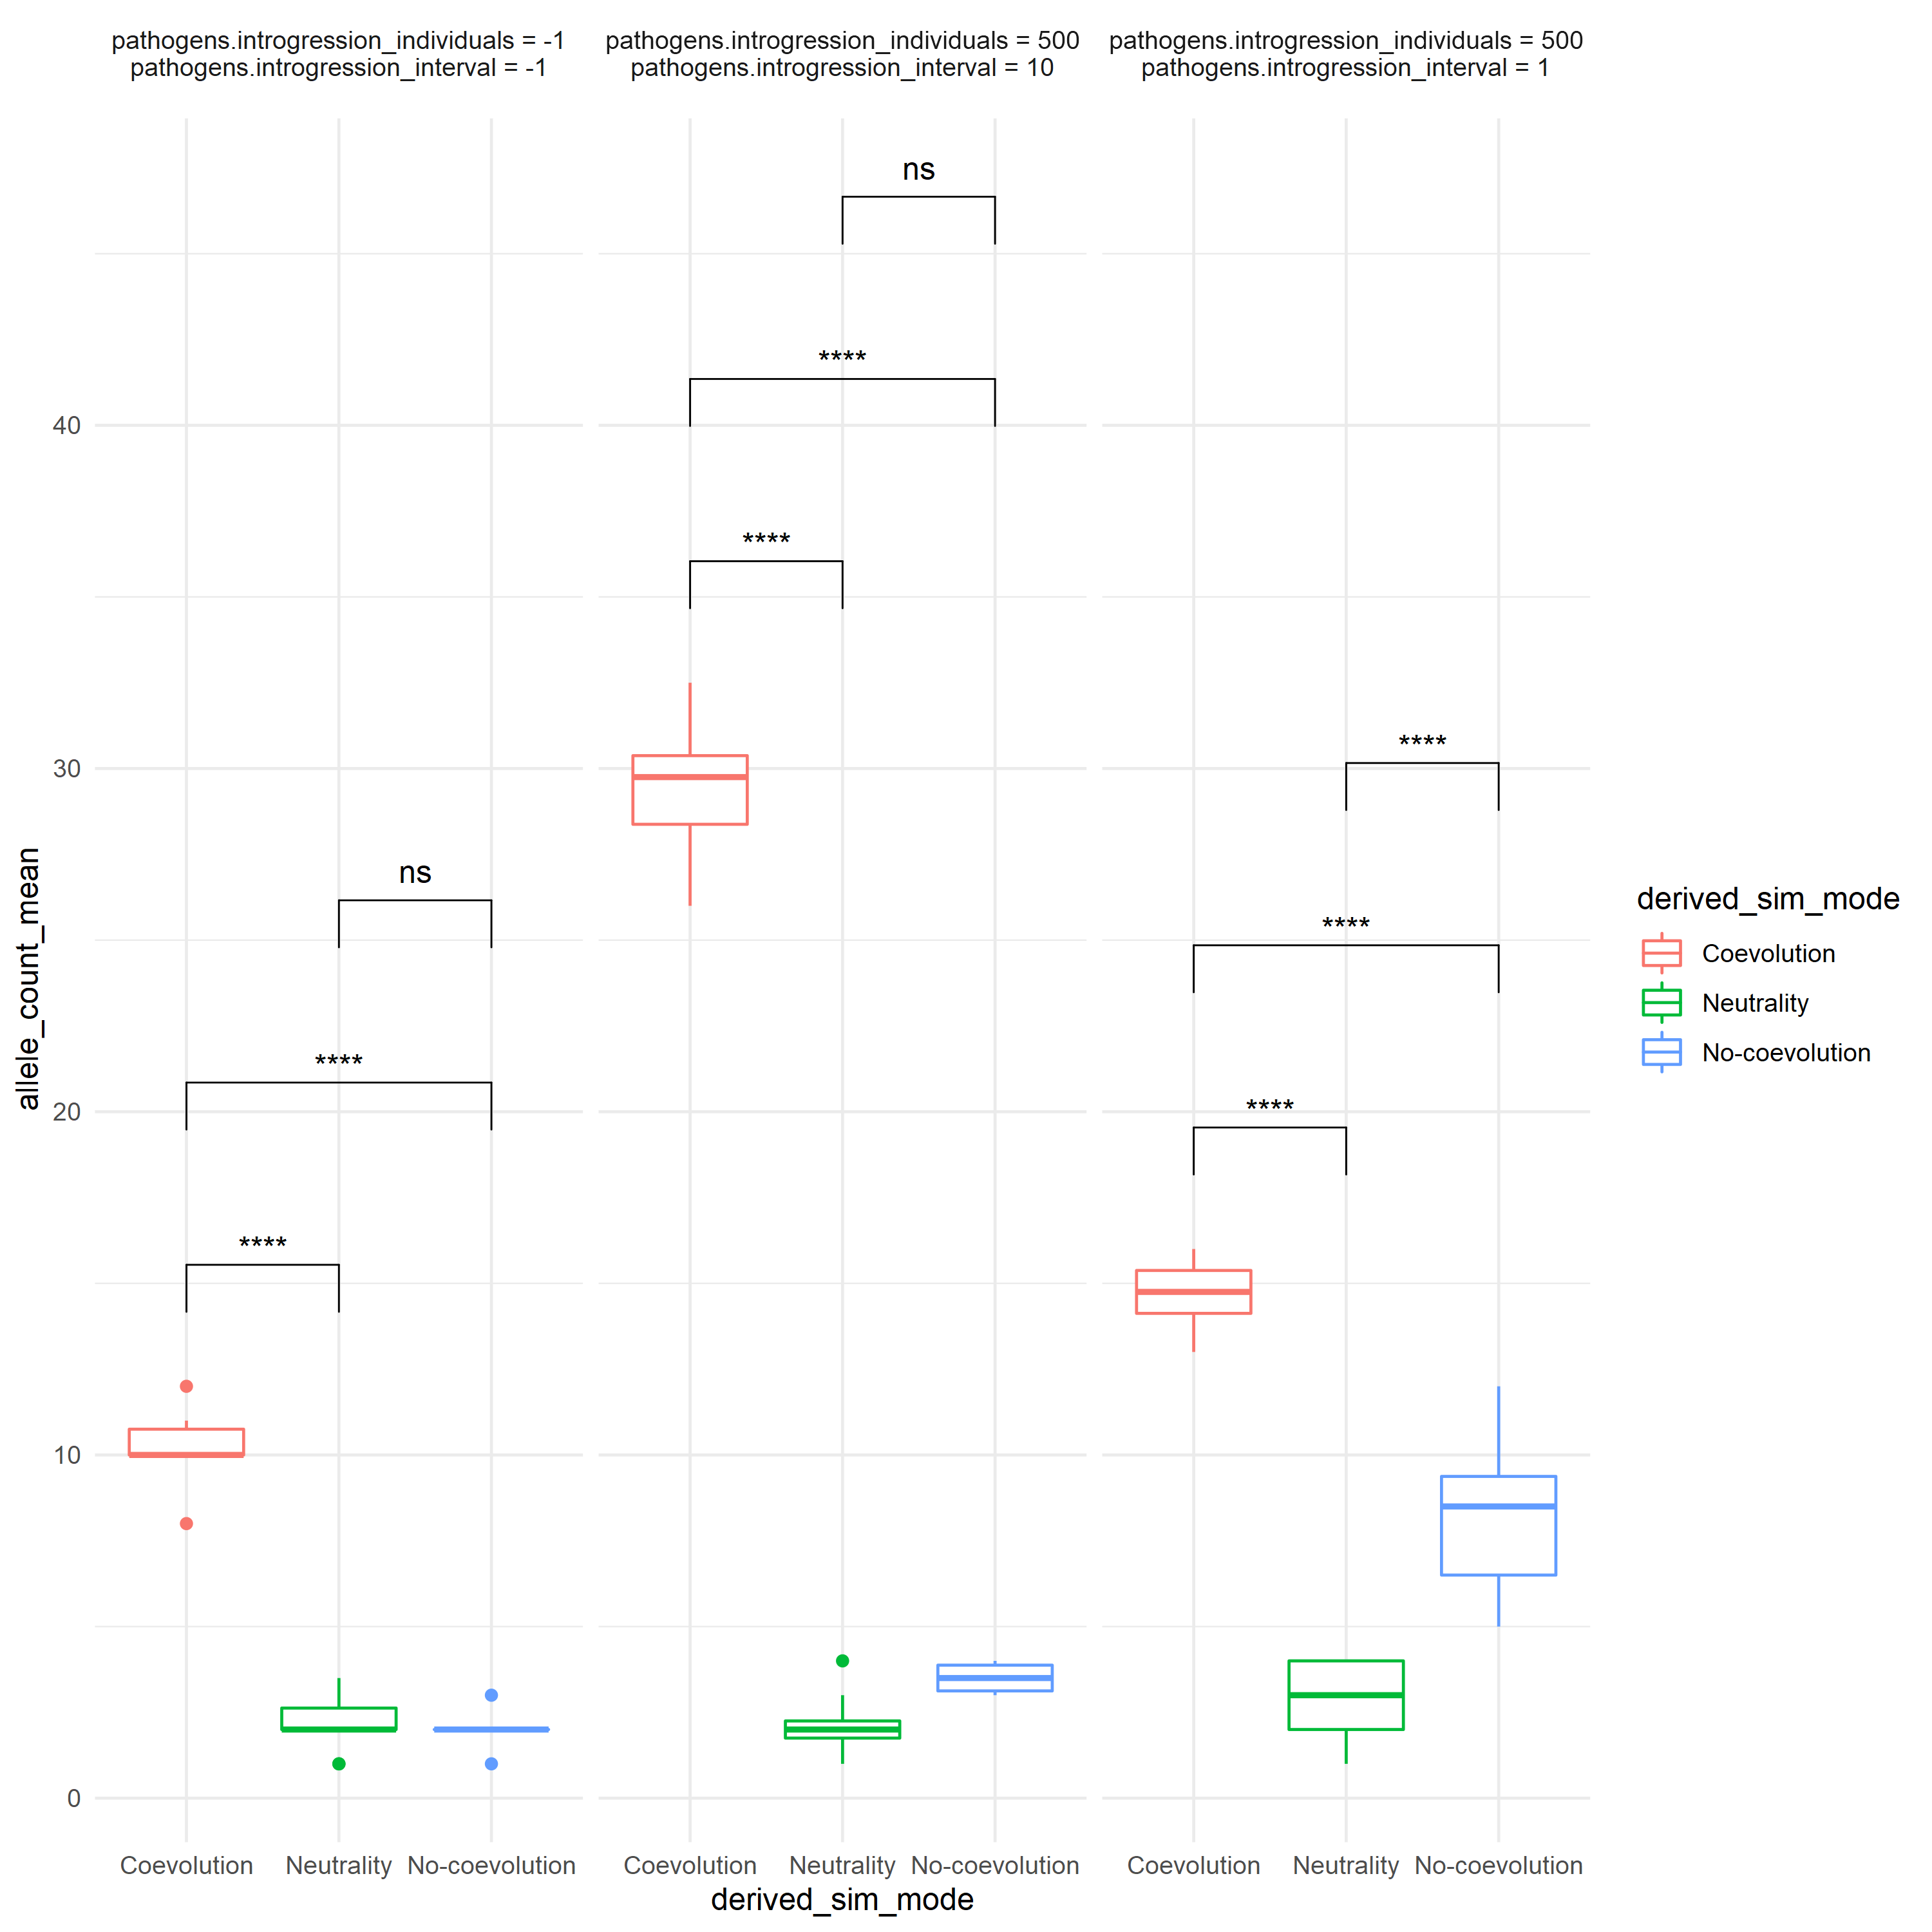 pathogens.introgression_individuals = -1
pathogens.introgression_interval = -1
pathogens.introgression_individuals = 500
pathogens.introgression_interval = 10
pathogens.introgression_individuals = 500
pathogens.introgression_interval = 1
ns
****
****
ns
****
****
****
****
****
40
30
20
10
0
allele_count_mean
Coevolution
Neutrality
No-coevolution
Coevolution
Neutrality
No-coevolution
Coevolution
Neutrality
No-coevolution
derived_sim_mode
derived_sim_mode
Coevolution
Neutrality
No-coevolution